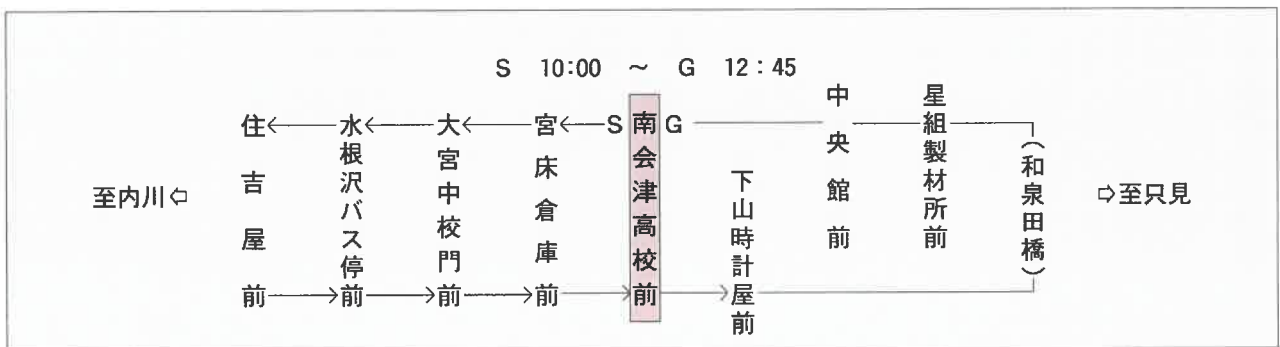 S 10:00 ～ G 12：45
至内川⇦
住吉屋前
水根沢バス停前
大宮中校門前
宮床倉庫前
S
南会津高校前
G
下山時計屋前
中央館前
星組製材所前
（和泉田橋）
⇨至只見